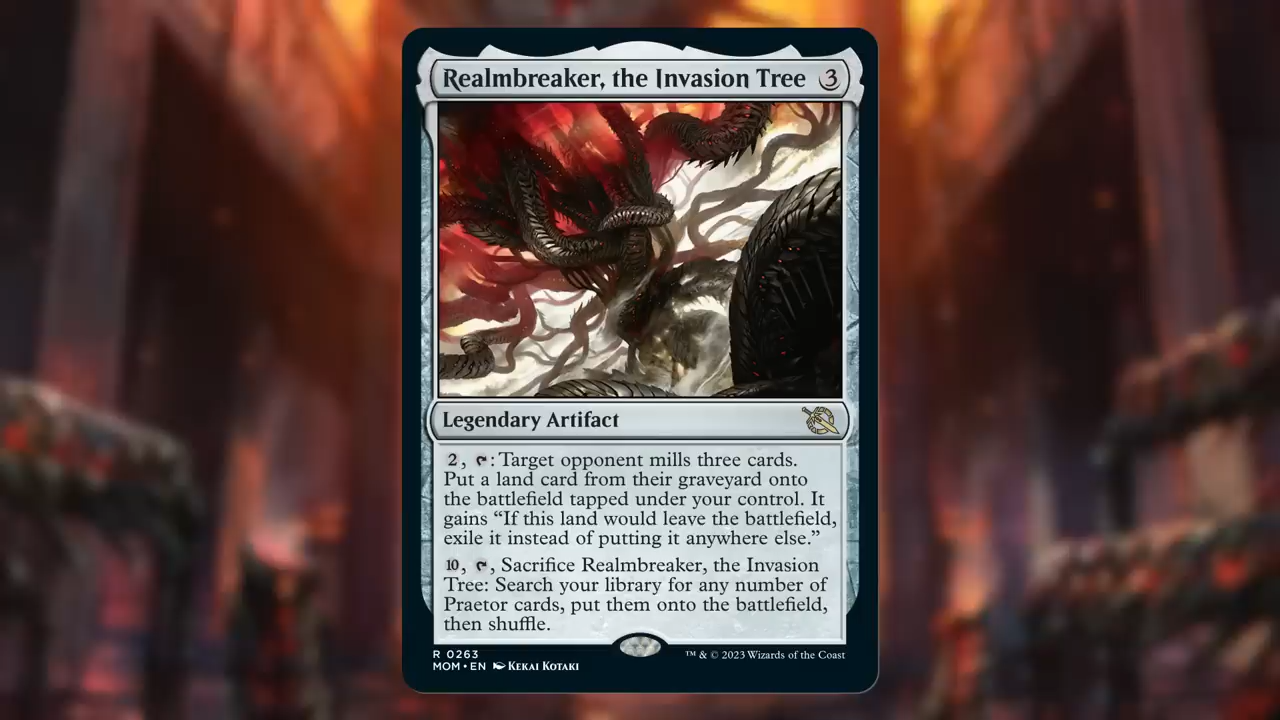 Realmbreaker, the Invasion Tree 3
Legendary Artifact
2, : Target opponent mills three cards.
Put a land card from their graveyard onto
the battlefield tapped under your control. It
gains “If this land would leave the battlefield,
exile it instead of putting it anywhere else.”
10, , Sacrifice Realmbreaker, the Invasion
Tree: Search your library for any number of
Praetor cards, put them onto the battlefield,
then shuffle.
R 0263
MOM • EN KEKAI KOTAKI
™ & © 2023 Wizards of the Coast